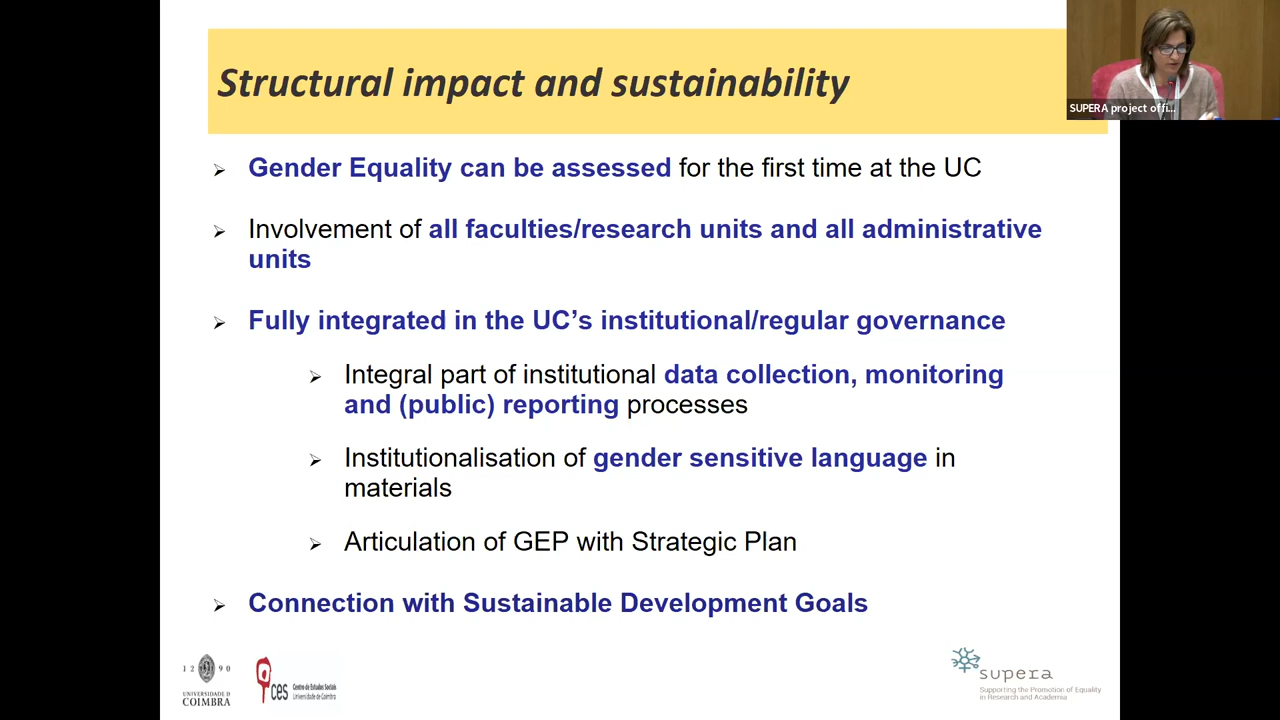 Structural impact and sustainability
SUPERA project offi...
Gender Equality can be assessed for the first time at the UC
Involvement of all faculties/research units and all administrative
units
Fully integrated in the UC’s institutional/regular governance
Integral part of institutional data collection, monitoring
and (public) reporting processes
Institutionalisation of gender sensitive language in
materials
Articulation of GEP with Strategic Plan
Connection with Sustainable Development Goals
12 90
UNIVERSIDADE D
COIMBRA
ces
Centro de Estudos Sociais
Universidade de Coimbra
supera
Supporting the Promotion of Equality
in Research and Academia